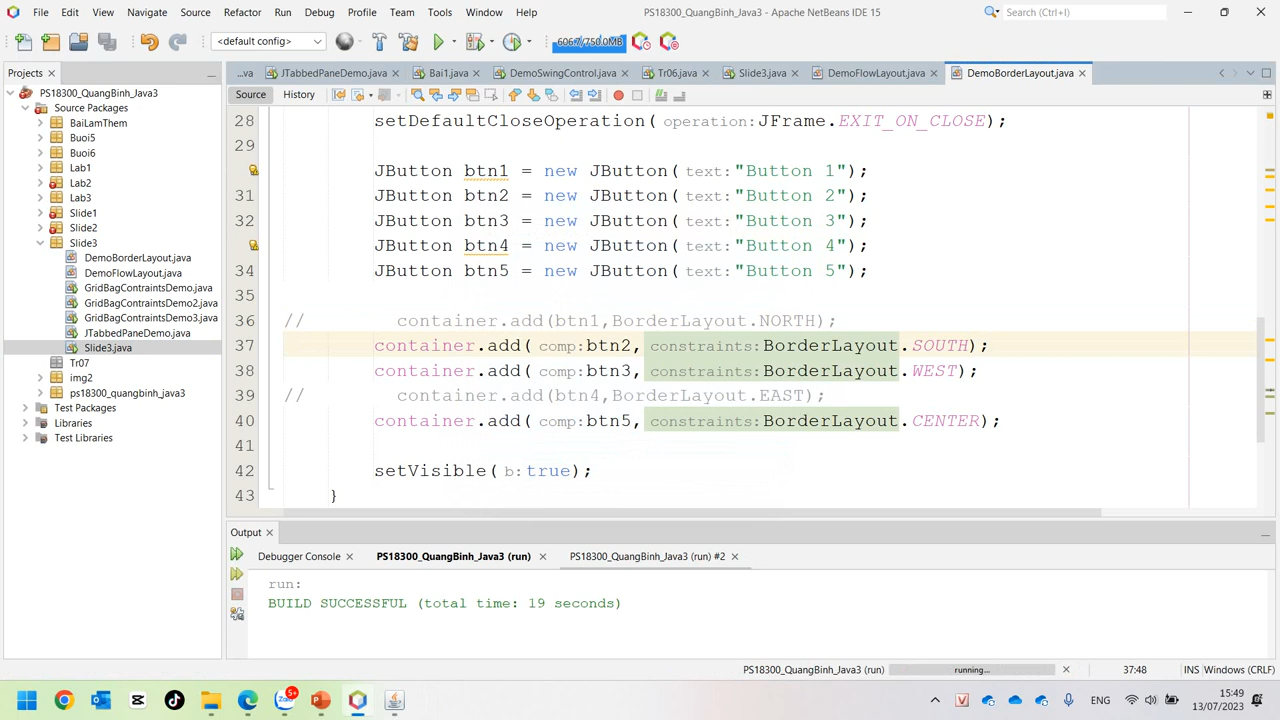 File Edit View Navigate Source Refactor Run Debug Profile Team Tools Window Help PS18300_QuangBinh_Java3 - Apache NetBeans IDE 15 Search (Ctrl+I)
<default config> 606.7/750.0MB
Projects
...va JTabbedPaneDemo.java Bai1.java DemoSwingControl.java Tr06.java Slide3.java DemoFlowLayout.java DemoBorderLayout.java
PS18300_QuangBinh_Java3
Source Packages
BaiLamThem
Buoi5
Buoi6
Lab1
Lab2
Lab3
Slide1
Slide2
Slide3
DemoBorderLayout.java
DemoFlowLayout.java
GridBagContraintsDemo.java
GridBagContraintsDemo2.java
GridBagContraintsDemo3.java
JTabbedPaneDemo.java
Slide3.java
Tr07
img2
ps18300_quangbinh_java3
Test Packages
Libraries
Test Libraries
Source History
28 setDefaultCloseOperation( operation: JFrame.EXIT_ON_CLOSE);
29
JButton btn1 = new JButton( text: "Button 1");
31 JButton btn2 = new JButton( text: "Button 2");
32 JButton btn3 = new JButton( text: "Button 3");
JButton btn4 = new JButton( text: "Button 4");
34 JButton btn5 = new JButton( text: "Button 5");
35
36 // container.add(btn1,BorderLayout.NORTH);
37 container.add( comp: btn2, constraints: BorderLayout.SOUTH);
38 container.add( comp: btn3, constraints: BorderLayout.WEST);
39 // container.add(btn4,BorderLayout.EAST);
40 container.add( comp: btn5, constraints: BorderLayout.CENTER);
41
42 setVisible( b: true);
43 }
Output
Debugger Console PS18300_QuangBinh_Java3 (run) PS18300_QuangBinh_Java3 (run) #2
run:
BUILD SUCCESSFUL (total time: 19 seconds)
PS18300_QuangBinh_Java3 (run) running... 37:48 INS Windows (CRLF)
5+ Zalo V ENG 15:49
13/07/2023